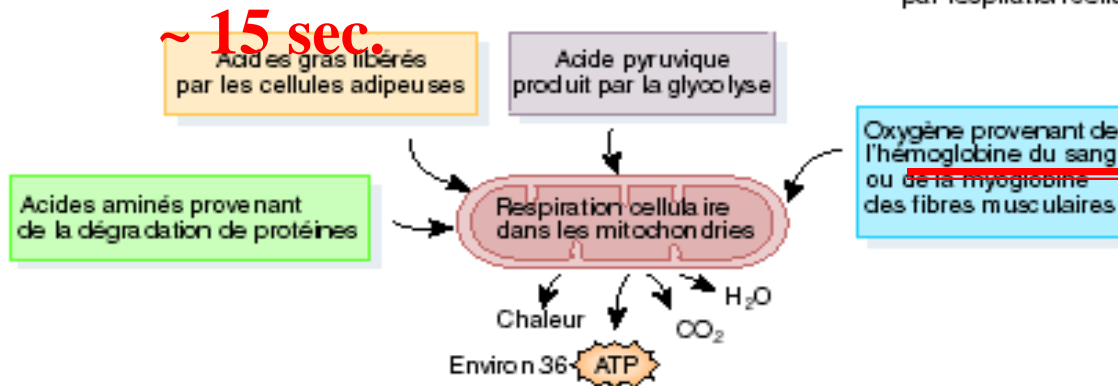 ~ 15 sec.
Acides gras libérés
par les cellules adipeuses
Acide pyruvique
produit par la glycolyse
Oxygène provenant de
l'hémoglobine du sang
ou de la myoglobine
des fibres musculaires
Acides aminés provenant
de la dégradation de protéines
Respiration cellulaire
dans les mitochondries
Chaleur
H₂O
CO₂
Environ 36 ATP